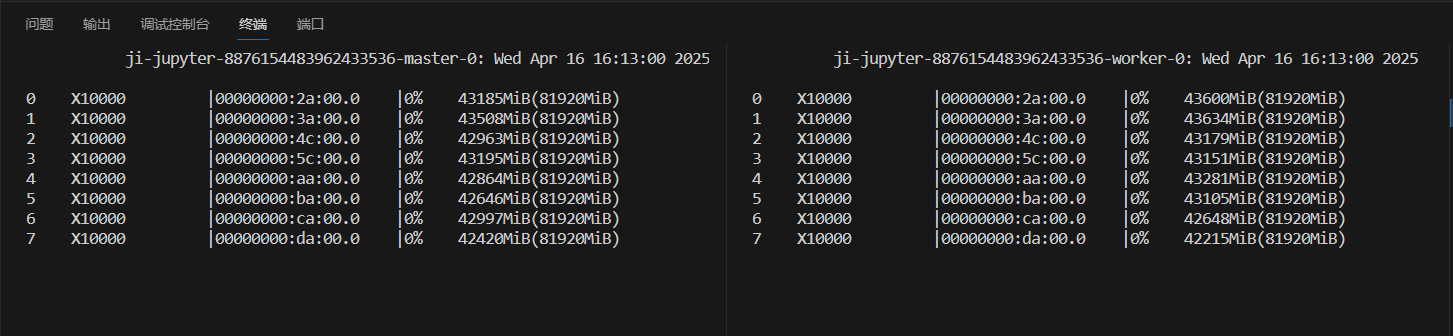 问题 输出 调试控制台 终端 端口
ji-jupyter-8876154483962433536-master-0: Wed Apr 16 16:13:00 2025
0 X10000 |00000000:2a:00.0 |0% 43185MiB(81920MiB)
1 X10000 |00000000:3a:00.0 |0% 43508MiB(81920MiB)
2 X10000 |00000000:4c:00.0 |0% 42963MiB(81920MiB)
3 X10000 |00000000:5c:00.0 |0% 43195MiB(81920MiB)
4 X10000 |00000000:aa:00.0 |0% 42864MiB(81920MiB)
5 X10000 |00000000:ba:00.0 |0% 42646MiB(81920MiB)
6 X10000 |00000000:ca:00.0 |0% 42997MiB(81920MiB)
7 X10000 |00000000:da:00.0 |0% 42420MiB(81920MiB)
ji-jupyter-8876154483962433536-worker-0: Wed Apr 16 16:13:00 2025
0 X10000 |00000000:2a:00.0 |0% 43600MiB(81920MiB)
1 X10000 |00000000:3a:00.0 |0% 43634MiB(81920MiB)
2 X10000 |00000000:4c:00.0 |0% 43179MiB(81920MiB)
3 X10000 |00000000:5c:00.0 |0% 43151MiB(81920MiB)
4 X10000 |00000000:aa:00.0 |0% 43281MiB(81920MiB)
5 X10000 |00000000:ba:00.0 |0% 43105MiB(81920MiB)
6 X10000 |00000000:ca:00.0 |0% 42648MiB(81920MiB)
7 X10000 |00000000:da:00.0 |0% 42215MiB(81920MiB)